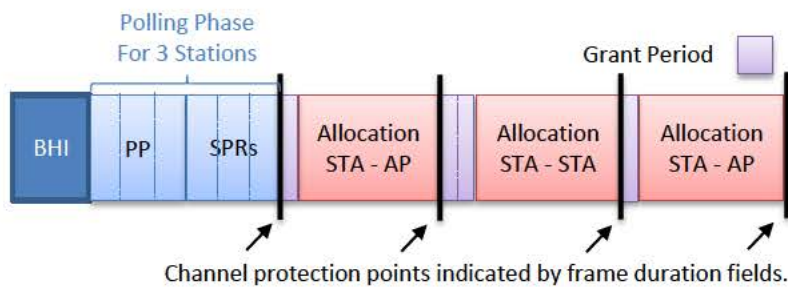 Polling Phase
For 3 Stations
Grant Period
BHI
PP
SPRs
Allocation
STA - AP
Allocation
STA - STA
Allocation
STA - AP
Channel protection points indicated by frame duration fields.